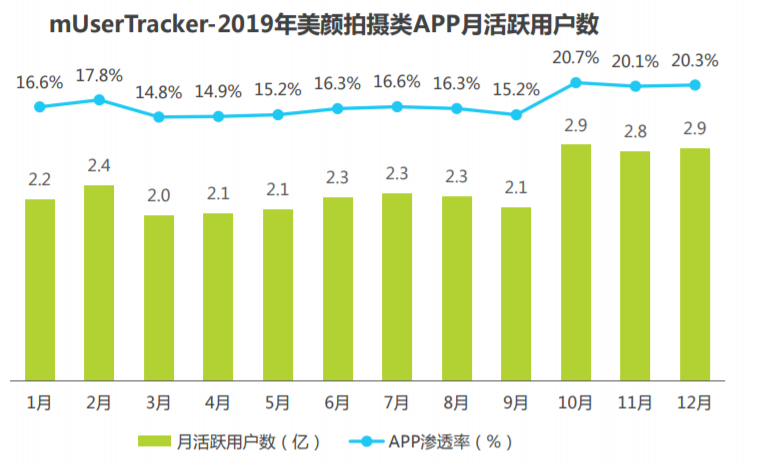 mUserTracker-2019年美颜拍摄类APP月活跃用户数
16.6% 17.8% 14.8% 14.9% 15.2% 16.3% 16.6% 16.3% 15.2% 20.7% 20.1% 20.3%
2.2 2.4 2.0 2.1 2.1 2.3 2.3 2.3 2.1 2.9 2.8 2.9
1月 2月 3月 4月 5月 6月 7月 8月 9月 10月 11月 12月
月活跃用户数（亿） APP渗透率（%）